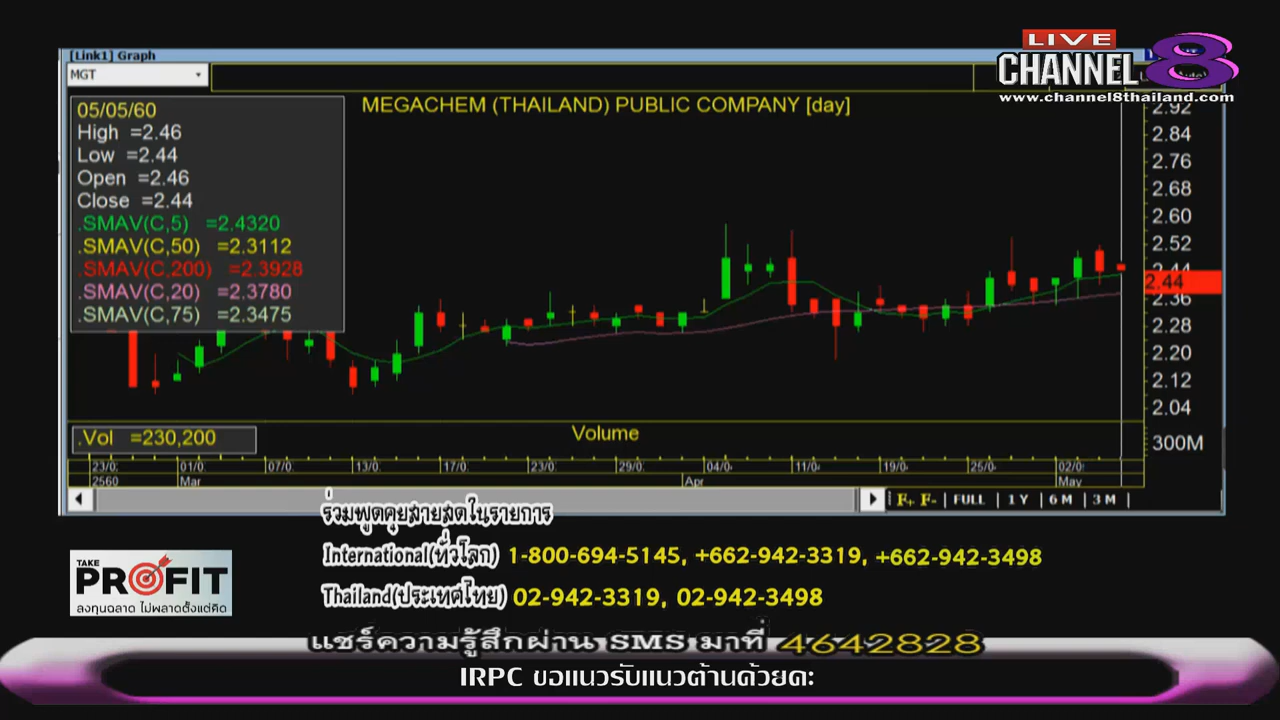 [Link1] Graph
MGT
LIVE
CHANNEL 8
www.channel8thailand.com
MEGACHEM (THAILAND) PUBLIC COMPANY [day]
05/05/60
High =2.46
Low =2.44
Open =2.46
Close =2.44
.SMAV(C,5) =2.4320
.SMAV(C,50) =2.3112
.SMAV(C,200) =2.3928
.SMAV(C,20) =2.3780
.SMAV(C,75) =2.3475
2.92
2.84
2.76
2.68
2.60
2.52
2.44
2.44
2.36
2.28
2.20
2.12
2.04
.Vol =230,200
Volume
300M
23/0 01/0 07/0 13/0 17/0 23/0 29/0 04/0 11/0 19/0 25/0 02/0
2560 Mar Apr May
F+ F- FULL 1 Y 6 M 3 M
ร่วมพูดคุยสายสดในรายการ
International(ทั่วโลก) 1-800-694-5145, +662-942-3319, +662-942-3498
Thailand(ประเทศไทย) 02-942-3319, 02-942-3498
TAKE
PROFIT
ลงทุนฉลาด ไม่พลาดตั้งแต่คิด
แชร์ความรู้สึกผ่าน SMS มาที่ 4642828
IRPC ขอแนวรับแนวต้านด้วยคะ